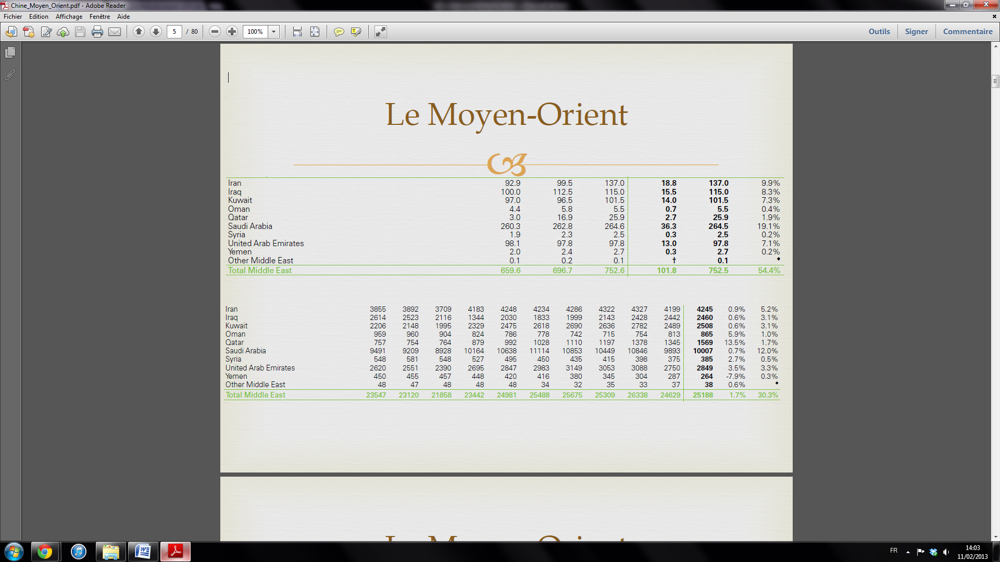 Chine_Moyen_Orient.pdf - Adobe Reader
Fichier Edition Affichage Fenêtre Aide
5 / 80 100% Outils Signer Commentaire
Le Moyen-Orient
Iran 92.9 99.5 137.0 18.8 137.0 9.9%
Iraq 100.0 112.5 115.0 15.5 115.0 8.3%
Kuwait 97.0 96.5 101.5 14.0 101.5 7.3%
Oman 4.4 5.8 5.5 0.7 5.5 0.4%
Qatar 3.0 16.9 25.9 2.7 25.9 1.9%
Saudi Arabia 260.3 262.8 264.6 36.3 264.5 19.1%
Syria 1.9 2.3 2.5 0.3 2.5 0.2%
United Arab Emirates 98.1 97.8 97.8 13.0 97.8 7.1%
Yemen 2.0 2.4 2.7 0.3 2.7 0.2%
Other Middle East 0.1 0.2 0.1 † 0.1 ◆
Total Middle East 659.6 696.7 752.6 101.8 752.5 54.4%
Iran 3855 3892 3709 4183 4248 4234 4286 4322 4327 4199 4245 0.9% 5.2%
Iraq 2614 2523 2116 1344 2030 1833 1999 2143 2428 2442 2460 0.6% 3.1%
Kuwait 2206 2148 1995 2329 2475 2618 2690 2636 2782 2489 2508 0.6% 3.1%
Oman 959 960 904 824 786 778 742 715 754 813 865 5.9% 1.0%
Qatar 757 754 764 879 992 1028 1110 1197 1378 1345 1569 13.5% 1.7%
Saudi Arabia 9491 9209 8928 10164 10638 11114 10853 10449 10846 9893 10007 0.7% 12.0%
Syria 548 581 548 527 495 450 435 415 398 375 385 2.7% 0.5%
United Arab Emirates 2620 2551 2390 2695 2847 2983 3149 3053 3088 2750 2849 3.5% 3.3%
Yemen 450 455 457 448 420 416 380 345 304 287 264 -7.9% 0.3%
Other Middle East 48 47 48 48 48 34 32 35 33 37 38 0.6% ◆
Total Middle East 23547 23120 21858 23442 24981 25488 25675 25309 26338 24629 25188 1.7% 30.3%
Le Moyen-Orient
FR 14:03
11/02/2013